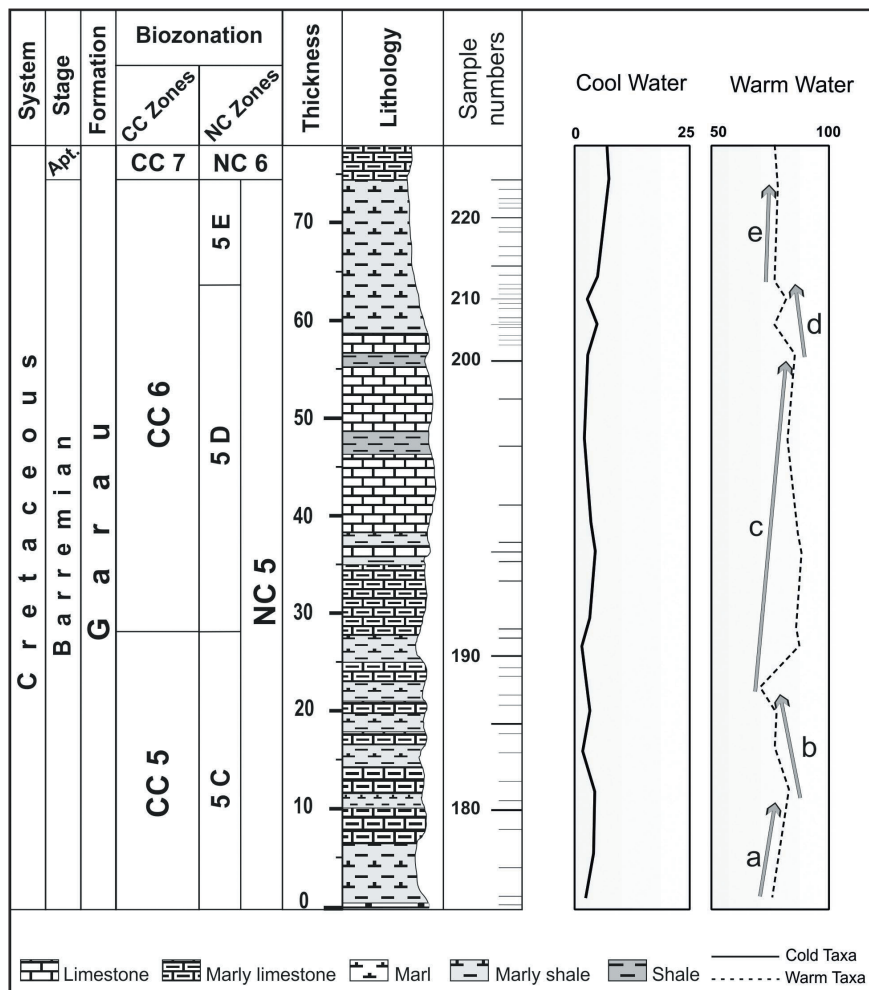 System
Stage
Formation
Biozonation
CC Zones
NC Zones
Thickness
Lithology
Sample numbers
Cool Water
0 25
Warm Water
50 100
Cretaceous
Apt.
Barremian
Garau
CC 7
NC 6
CC 6
CC 5
5 E
5 D
5 C
NC 5
70
60
50
40
30
20
10
0
220
210
200
190
180
e
d
c
b
a
Limestone
Marly limestone
Marl
Marly shale
Shale
Cold Taxa
Warm Taxa